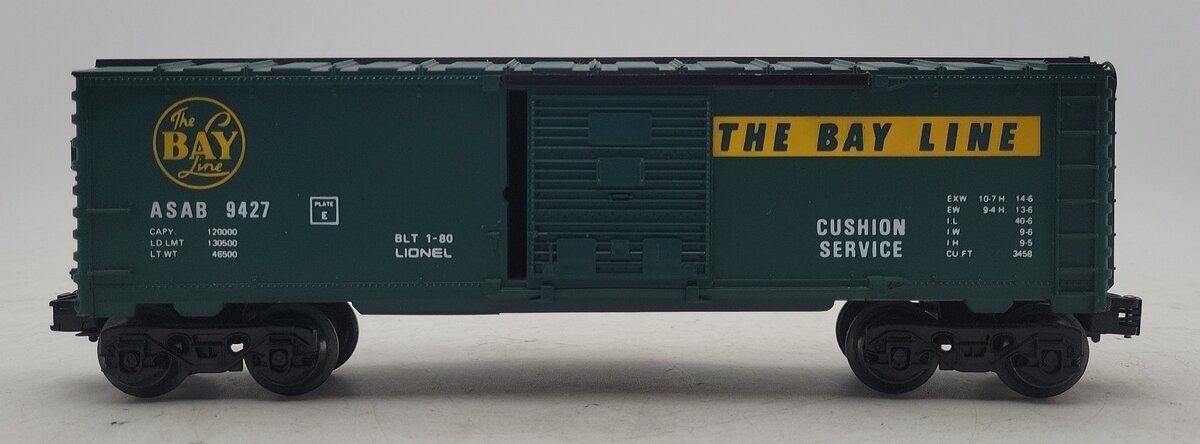 The
BAY
Line
ASAB 9427
PLATE
E
CAPY 120000
LD LMT 130500
LT WT 46500
BLT 1-80
LIONEL
THE BAY LINE
CUSHION
SERVICE
EXW 10-7 H 14-6
EW 9-4 H 13-6
IL 40-6
IW 9-6
IH 9-5
CU FT 3458